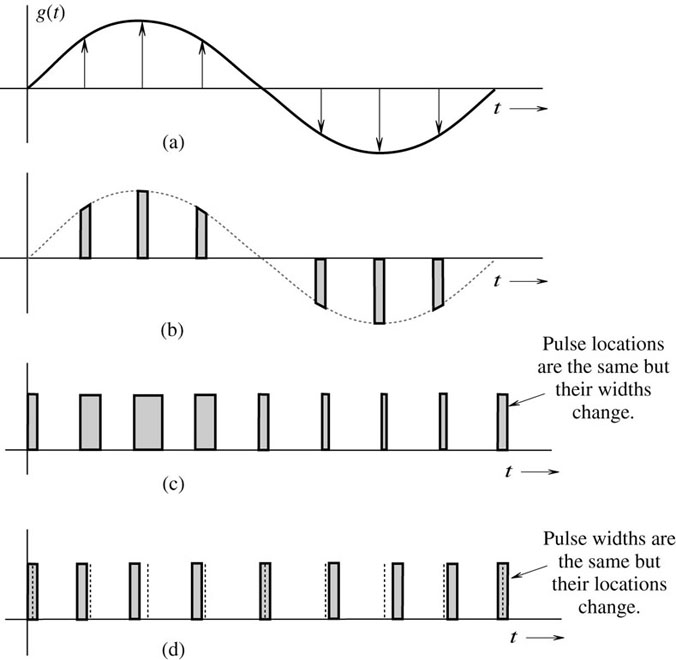 g(t)
t
(a)
t
(b)
Pulse locations
are the same but
their widths
change.
t
(c)
Pulse widths are
the same but
their locations
change.
t
(d)